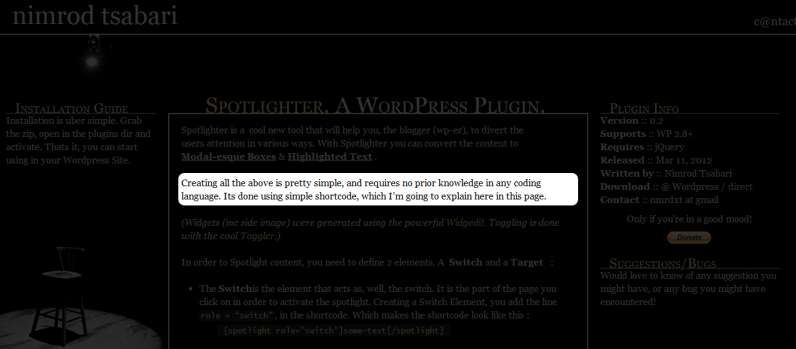 nimrod tsabari
c@ntact
Installation Guide
Installation is uber simple. Grab
the zip, open in the plugins dir and
activate. Thats it, you can start
using in your Wordpress Site.
Spotlighter. A WordPress Plugin.
Spotlighter is a cool new tool that will help you, the blogger (wp-er), to divert the
users attention in various ways. With Spotlighter you can convert the content to
Modal-esque Boxes & Highlighted Text .
Creating all the above is pretty simple, and requires no prior knowledge in any coding
language. Its done using simple shortcode, which I'm going to explain here in this page.
(Widgets (inc side image) were generated using the powerful Widgedi!. Toggling is done
with the cool Toggler.)
In order to Spotlight content, you need to define 2 elements. A Switch and a Target ::
• The Switch is the element that acts as, well, the switch. It is the part of the page you
click on in order to activate the spotlight. Creating a Switch Element, you add the line
role = "switch" , in the shortcode. Which makes the shortcode look like this :
{spotlight role="switch"]some-text[/spotlight}
Plugin Info
Version :: 0.2
Supports :: WP 2.8+
Requires :: jQuery
Released :: Mar 11, 2012
Written by :: Nimrod Tsabari
Download :: @ Wordpress / direct
Contact :: nmrdxt at gmail
Only if you're in a good mood!
Donate
Suggestions/Bugs
Would love to know of any suggestion you
might have, or any bug you might have
encountered!